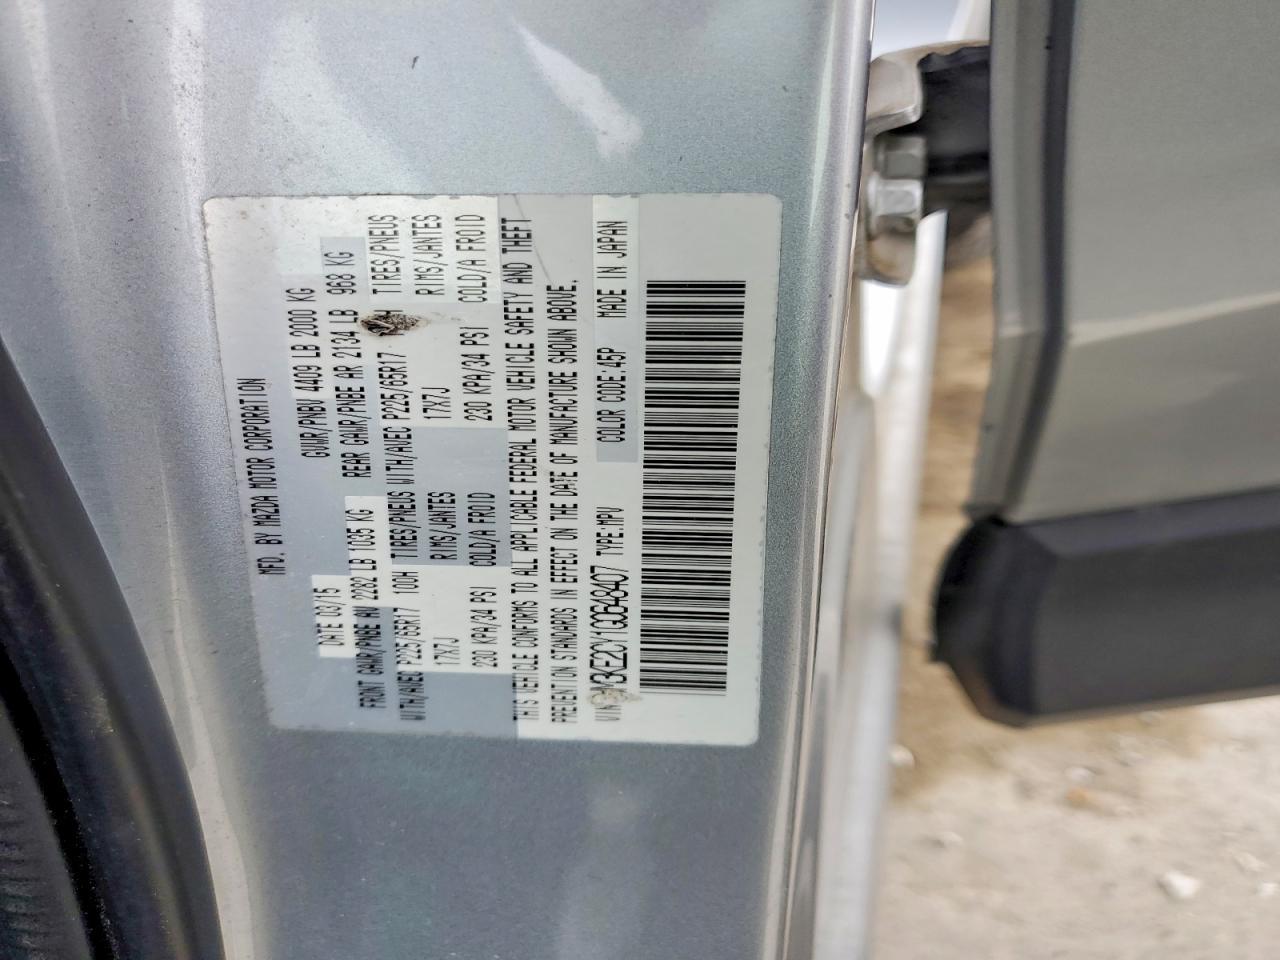 MFD. BY MAZDA MOTOR CORPORATION
DATE 03/15 GVWR/PNBV 4409 LB 2000 KG
FRONT GAWR/PNBE AV 2282 LB 1035 KG REAR GAWR/PNBE AR 2134 LB 968 KG
WITH/AVEC P225/65R17 100H TIRES/PNEUS WITH/AVEC P225/65R17 TIRES/PNEUS
17X7J RIMS/JANTES 17X7J RIMS/JANTES
230 KPA/34 PSI COLD/A FROID 230 KPA/34 PSI COLD/A FROID
THIS VEHICLE CONFORMS TO ALL APPLICABLE FEDERAL MOTOR VEHICLE SAFETY AND THEFT
PREVENTION STANDARDS IN EFFECT ON THE DATE OF MANUFACTURE SHOWN ABOVE.
TYPE:MPV COLOR CODE:45P MADE IN JAPAN